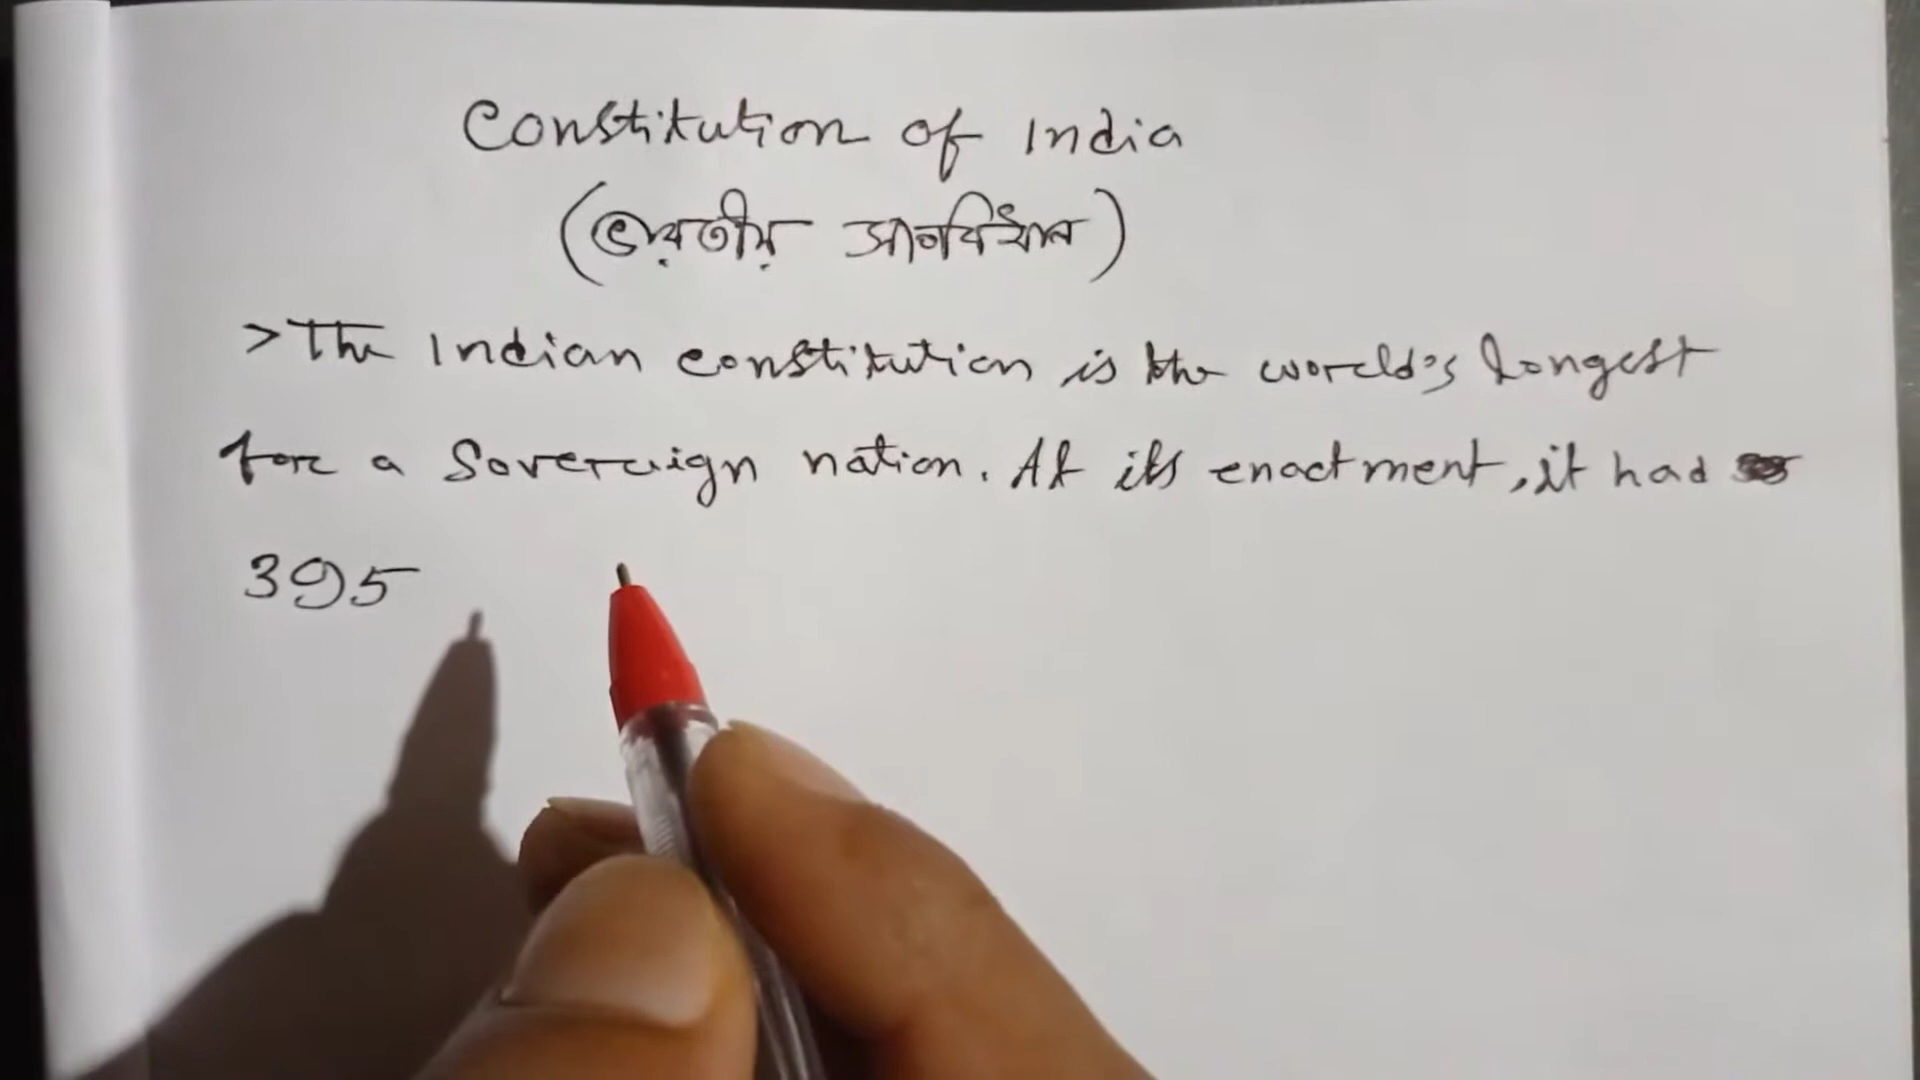 Constitution of India
(ভারতীয় সংবিধান)
> The Indian constitution is the world's longest
for a Sovereign nation. At its enactment, it had
395